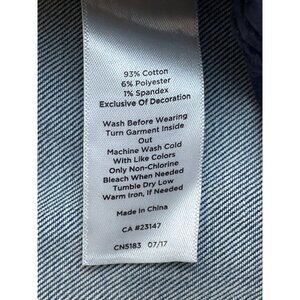 93% Cotton
6% Polyester
1% Spandex
Exclusive Of Decoration
Wash Before Wearing
Turn Garment Inside
Out
Machine Wash Cold
With Like Colors
Only Non-Chlorine
Bleach When Needed
Tumble Dry Low
Warm Iron, If Needed
Made in China
CA #23147
CN5183 07/17